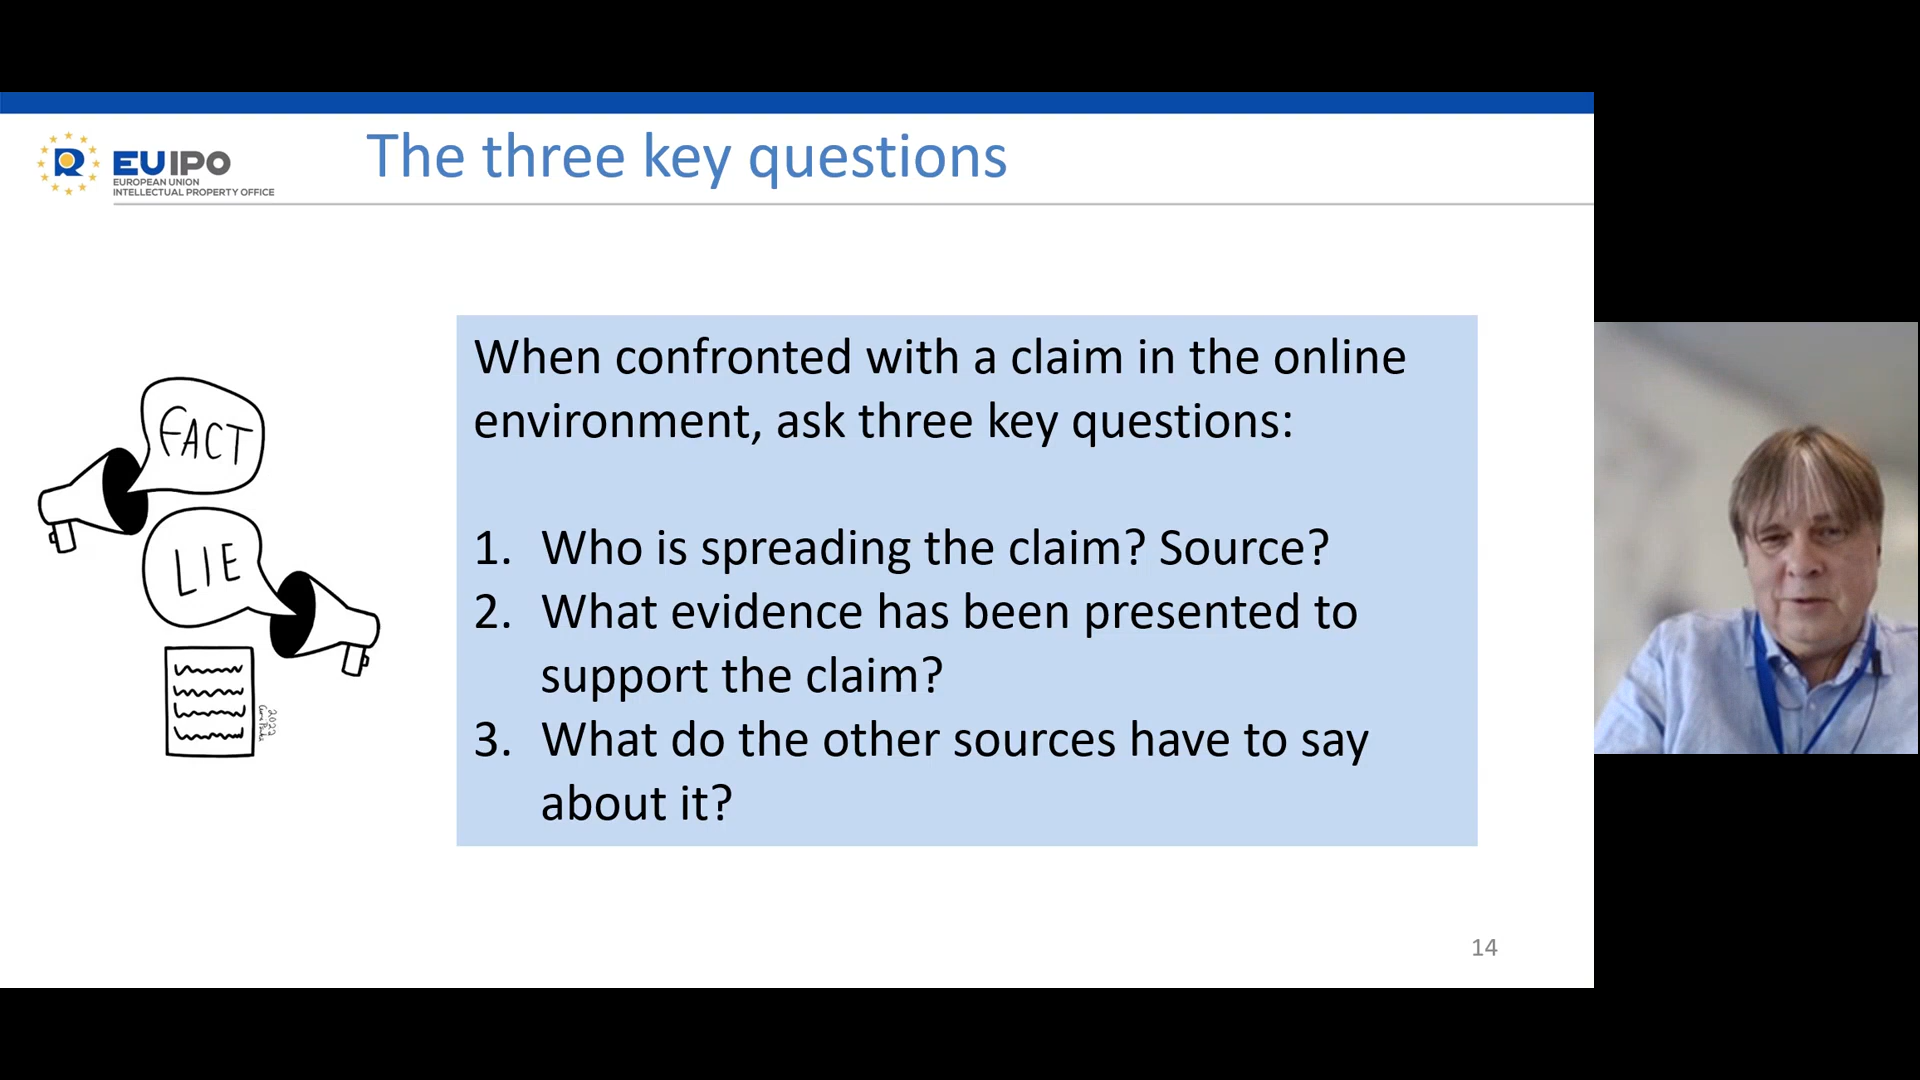 EUIPO
EUROPEAN UNION
INTELLECTUAL PROPERTY OFFICE
The three key questions
FACT
LIE
2022
When confronted with a claim in the online
environment, ask three key questions:
1. Who is spreading the claim? Source?
2. What evidence has been presented to
support the claim?
3. What do the other sources have to say
about it?
14